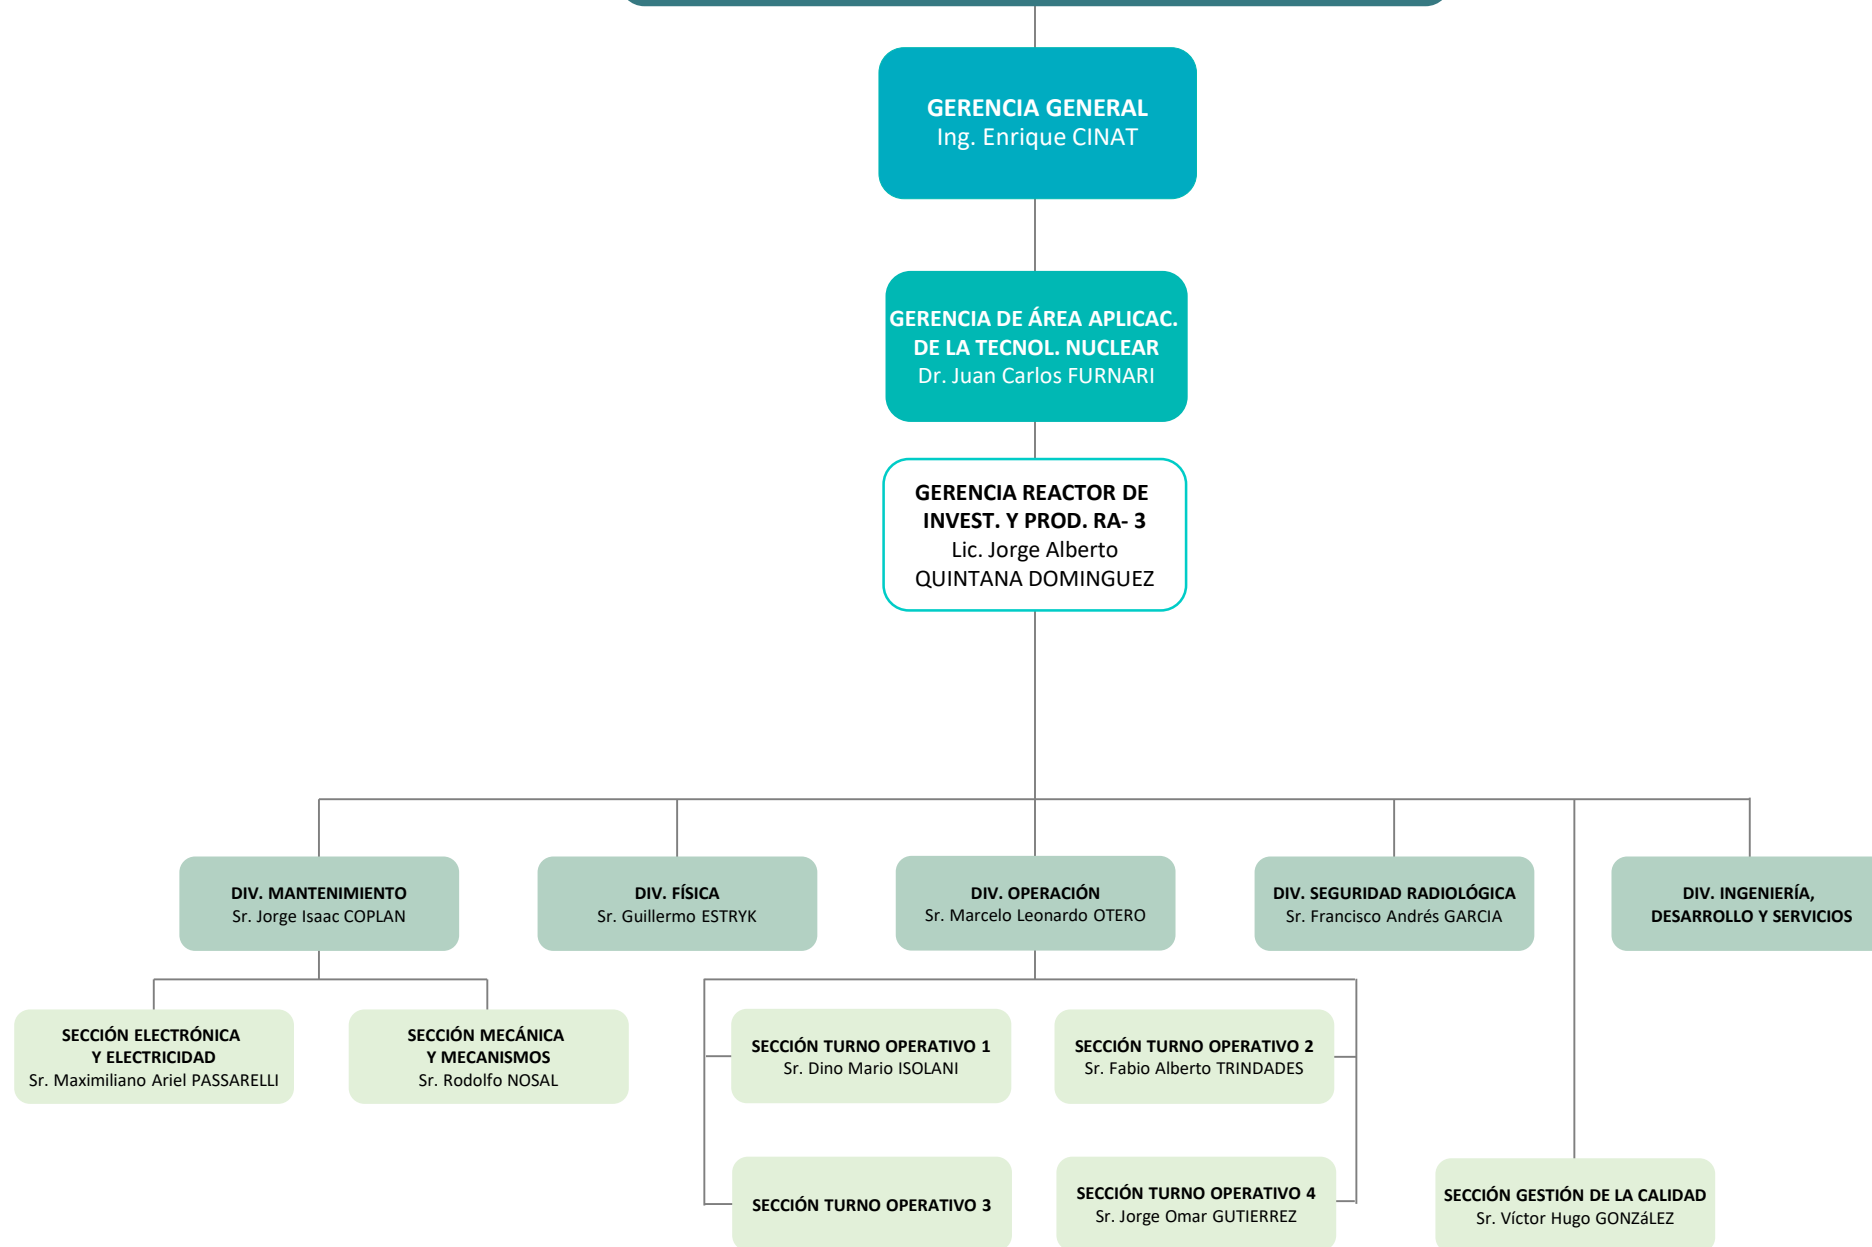 GERENCIA GENERAL
Ing. Enrique CINAT
GERENCIA DE ÁREA APLICAC.
DE LA TECNOL. NUCLEAR
Dr. Juan Carlos FURNARI
GERENCIA REACTOR DE
INVEST. Y PROD. RA- 3
Lic. Jorge Alberto
QUINTANA DOMINGUEZ
DIV. MANTENIMIENTO
Sr. Jorge Isaac COPLAN
DIV. FÍSICA
Sr. Guillermo ESTRYK
DIV. OPERACIÓN
Sr. Marcelo Leonardo OTERO
DIV. SEGURIDAD RADIOLÓGICA
Sr. Francisco Andrés GARCIA
DIV. INGENIERÍA,
DESARROLLO Y SERVICIOS
SECCIÓN ELECTRÓNICA
Y ELECTRICIDAD
Sr. Maximiliano Ariel PASSARELLI
SECCIÓN MECÁNICA
Y MECANISMOS
Sr. Rodolfo NOSAL
SECCIÓN TURNO OPERATIVO 1
Sr. Dino Mario ISOLANI
SECCIÓN TURNO OPERATIVO 2
Sr. Fabio Alberto TRINDADES
SECCIÓN TURNO OPERATIVO 3
SECCIÓN TURNO OPERATIVO 4
Sr. Jorge Omar GUTIERREZ
SECCIÓN GESTIÓN DE LA CALIDAD
Sr. Víctor Hugo GONZáLEZ